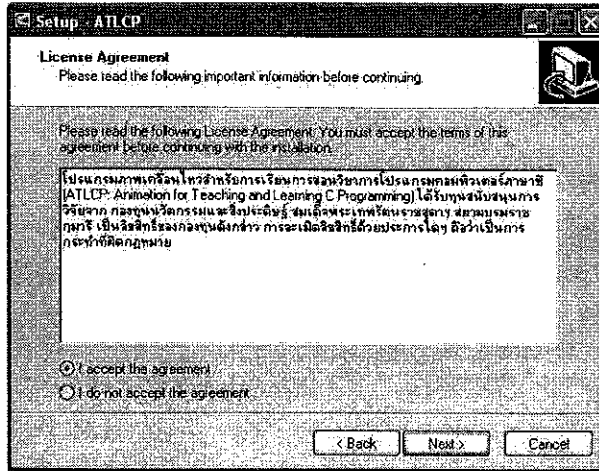 Setup - ATLCP
License Agreement
Please read the following important information before continuing.
Please read the following License Agreement. You must accept the terms of this
agreement before continuing with the installation.
โปรแกรมภาพเคลื่อนไหวสำหรับการเรียนการสอนวิชาการโปรแกรมคอมพิวเตอร์ภาษาซี
(ATLCP: Animation for Teaching and Learning C Programming) ได้รับทุนสนับสนุนการ
วิจัยจาก กองทุนนวัตกรรมและสิ่งประดิษฐ์ สมเด็จพระเทพรัตนราชสุดาฯ สยามบรมราช
กุมารี เป็นลิขสิทธิ์ของกองทุนดังกล่าว การละเมิดลิขสิทธิ์ด้วยประการใดๆ ถือว่าเป็นการ
กระทำที่ผิดกฎหมาย
I accept the agreement
I do not accept the agreement
< Back
Next >
Cancel